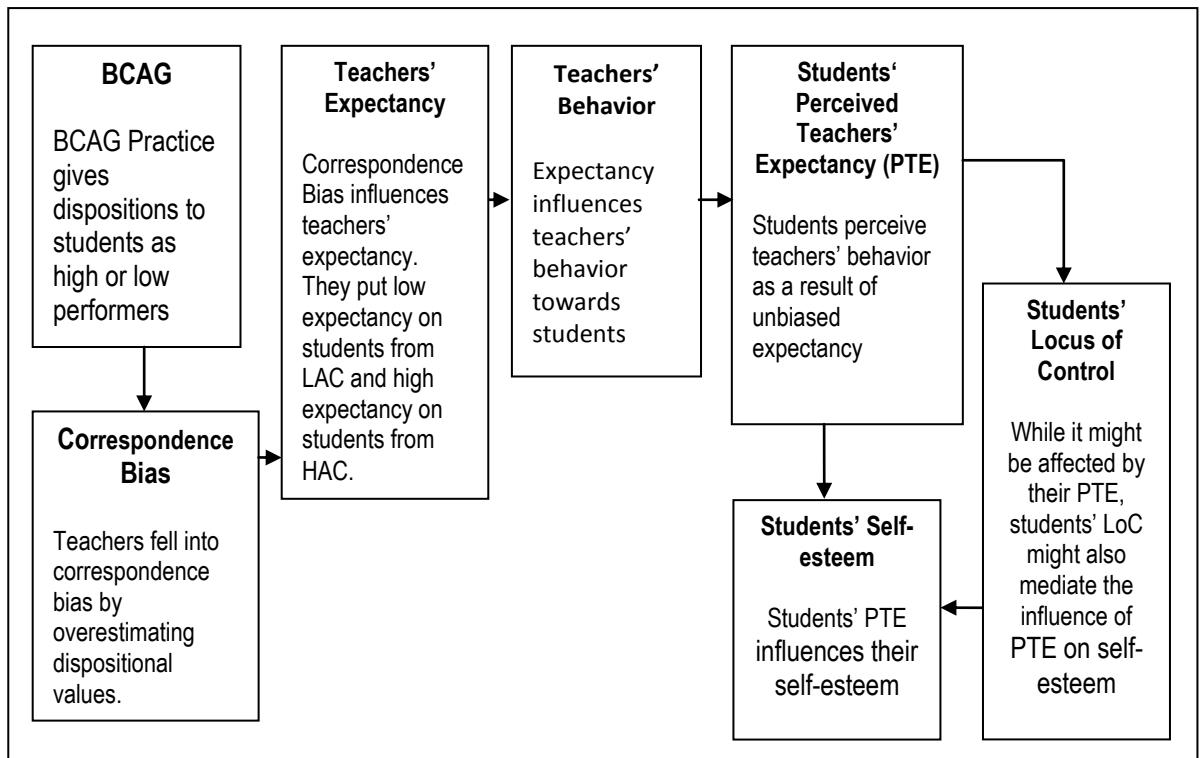 BCAG
BCAG Practice
gives
dispositions to
students as
high or low
performers
Correspondence
Bias
Teachers fell into
correspondence
bias by
overestimating
dispositional
values.
Teachers’
Expectancy
Correspondence
Bias influences
teachers’
expectancy.
They put low
expectancy on
students from
LAC and high
expectancy on
students from
HAC.
Teachers’
Behavior
Expectancy
influences
teachers’
behavior
towards
students
Students‘
Perceived
Teachers’
Expectancy (PTE)
Students perceive
teachers’ behavior
as a result of
unbiased
expectancy
Students’ Self-
esteem
Students’ PTE
influences their
self-esteem
Students’
Locus of
Control
While it might
be affected by
their PTE,
students’ LoC
might also
mediate the
influence of
PTE on self-
esteem